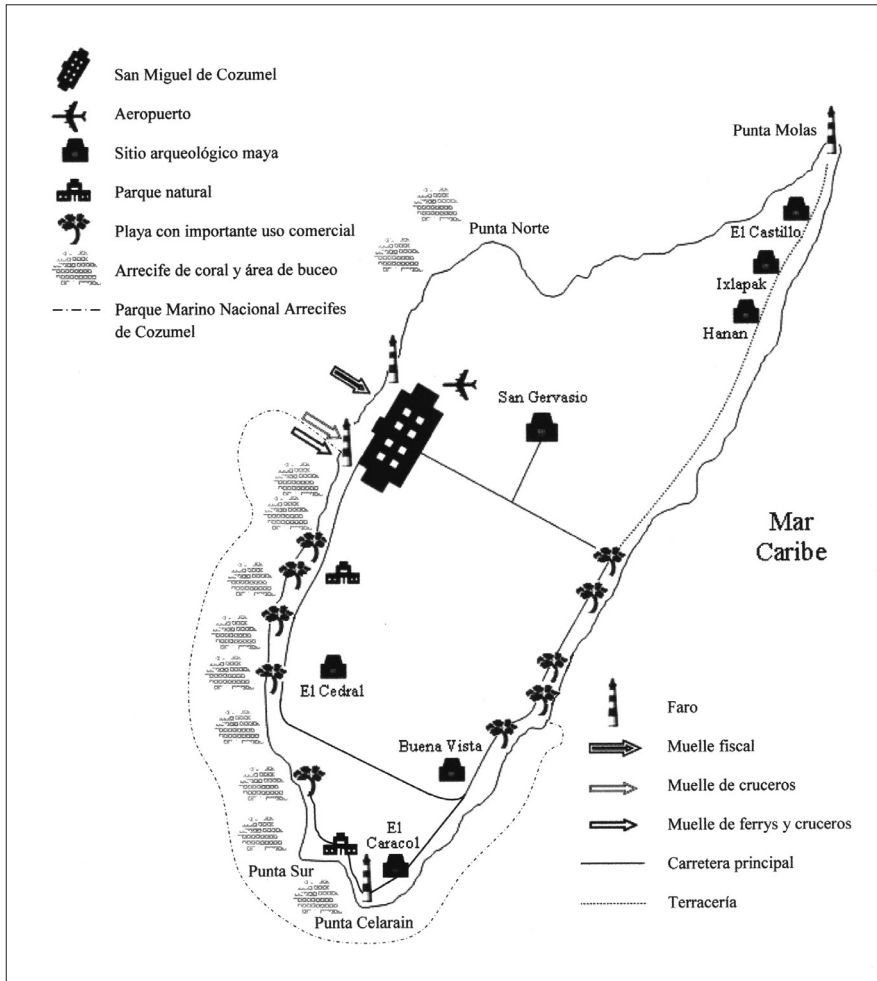 San Miguel de Cozumel
Aeropuerto
Sitio arqueológico maya
Parque natural
Playa con importante uso comercial
Arrecife de coral y área de buceo
Parque Marino Nacional Arrecifes
de Cozumel
Punta Molas
Punta Norte
El Castillo
Ixlapak
Hanan
San Gervasio
Mar
Caribe
El Cedral
Buena Vista
El
Caracol
Punta Sur
Punta Celarain
Faro
Muelle fiscal
Muelle de cruceros
Muelle de ferrys y cruceros
Carretera principal
Terracería